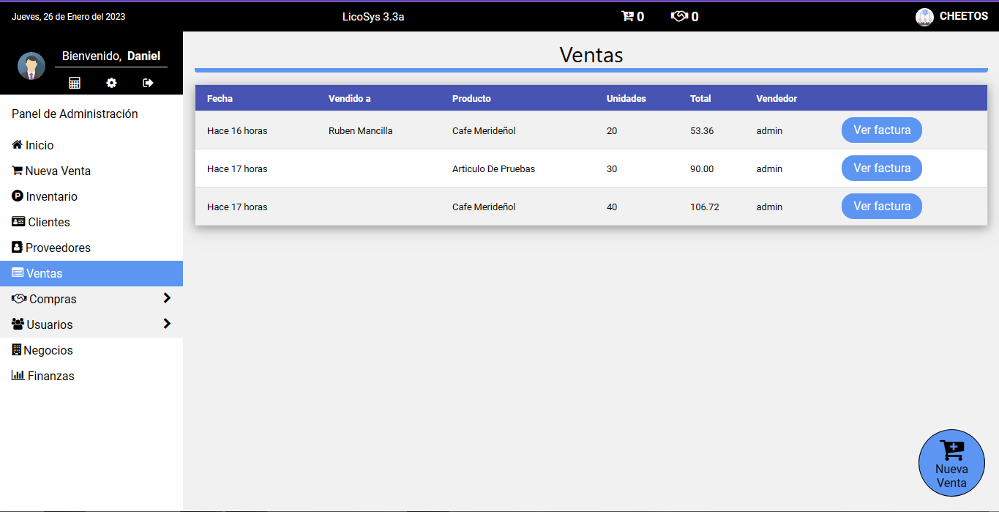 Jueves, 26 de Enero del 2023
LicoSys 3.3a
0
0
CHEETOS
Bienvenido, Daniel
Panel de Administración
Inicio
Nueva Venta
Inventario
Clientes
Proveedores
Ventas
Compras
Usuarios
Negocios
Finanzas
Ventas
Fecha Vendido a Producto Unidades Total Vendedor
Hace 16 horas Ruben Mancilla Cafe Merideñol 20 53.36 admin Ver factura
Hace 17 horas Articulo De Pruebas 30 90.00 admin Ver factura
Hace 17 horas Cafe Merideñol 40 106.72 admin Ver factura
Nueva
Venta